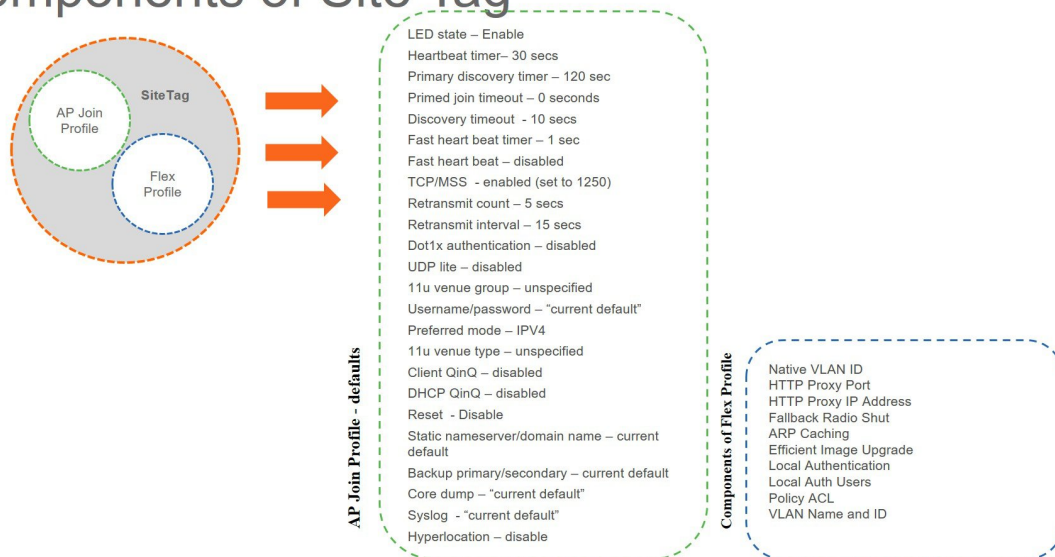 omponents of Site Tag
SiteTag
AP Join
Profile
Flex
Profile
AP Join Profile - defaults
LED state – Enable
Heartbeat timer– 30 secs
Primary discovery timer – 120 sec
Primed join timeout – 0 seconds
Discovery timeout  - 10 secs
Fast heart beat timer – 1 sec
Fast heart beat – disabled
TCP/MSS  - enabled (set to 1250)
Retransmit count – 5 secs
Retransmit interval – 15 secs
Dot1x authentication – disabled
UDP lite – disabled
11u venue group – unspecified
Username/password – “current default”
Preferred mode – IPV4
11u venue type – unspecified
Client QinQ – disabled
DHCP QinQ – disabled
Reset  - Disable
Static nameserver/domain name – current
default
Backup primary/secondary – current default
Core dump – “current default”
Syslog  - “current default”
Hyperlocation – disable
Components of Flex Profile
Native VLAN ID
HTTP Proxy Port
HTTP Proxy IP Address
Fallback Radio Shut
ARP Caching
Efficient Image Upgrade
Local Authentication
Local Auth Users
Policy ACL
VLAN Name and ID